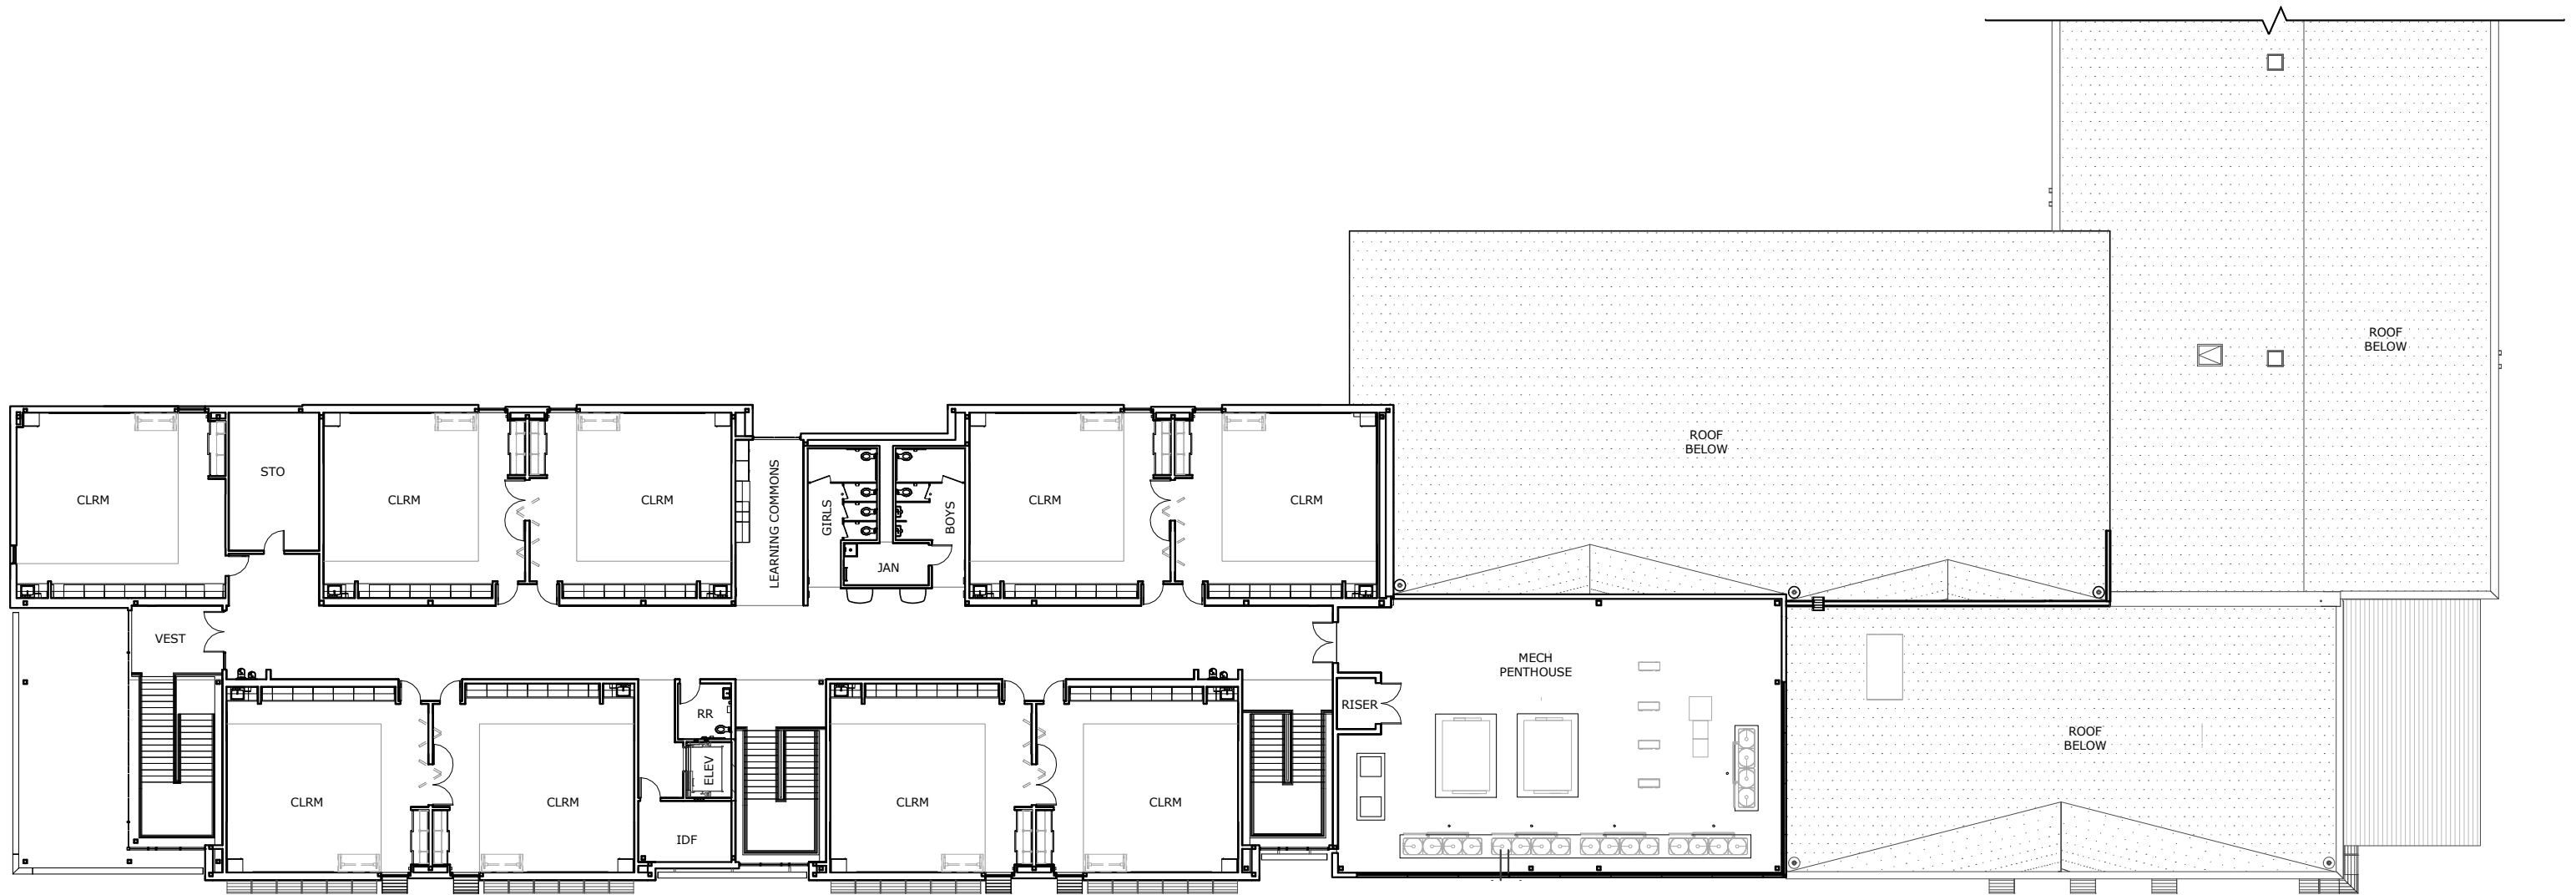 ROOF
BELOW
ROOF
BELOW
CLRM
STO
CLRM
CLRM
LEARNING COMMONS
GIRLS
BOYS
CLRM
CLRM
JAN
VEST
MECH
PENTHOUSE
RISER
RR
ELEV
ROOF
BELOW
CLRM
CLRM
IDF
CLRM
CLRM